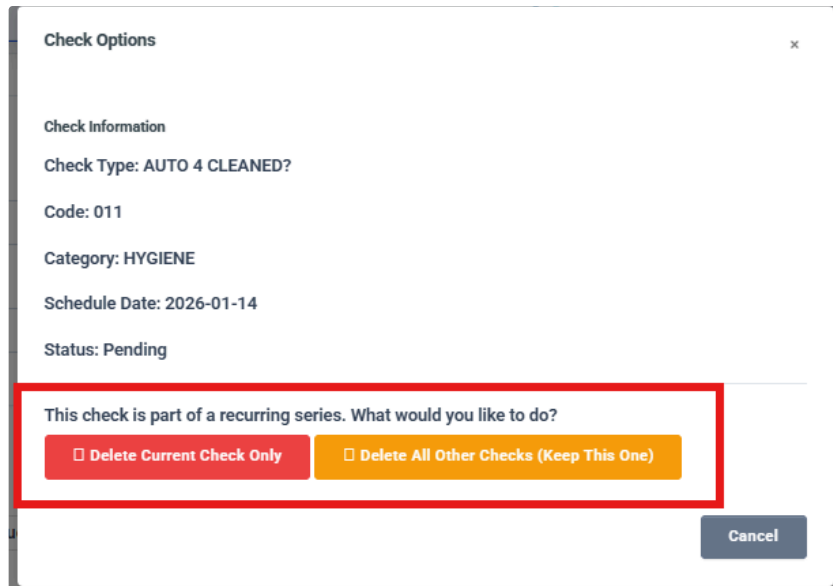 Check Options
×
Check Information
Check Type: AUTO 4 CLEANED?
Code: 011
Category: HYGIENE
Schedule Date: 2026-01-14
Status: Pending
This check is part of a recurring series. What would you like to do?
Delete Current Check Only
Delete All Other Checks (Keep This One)
Cancel